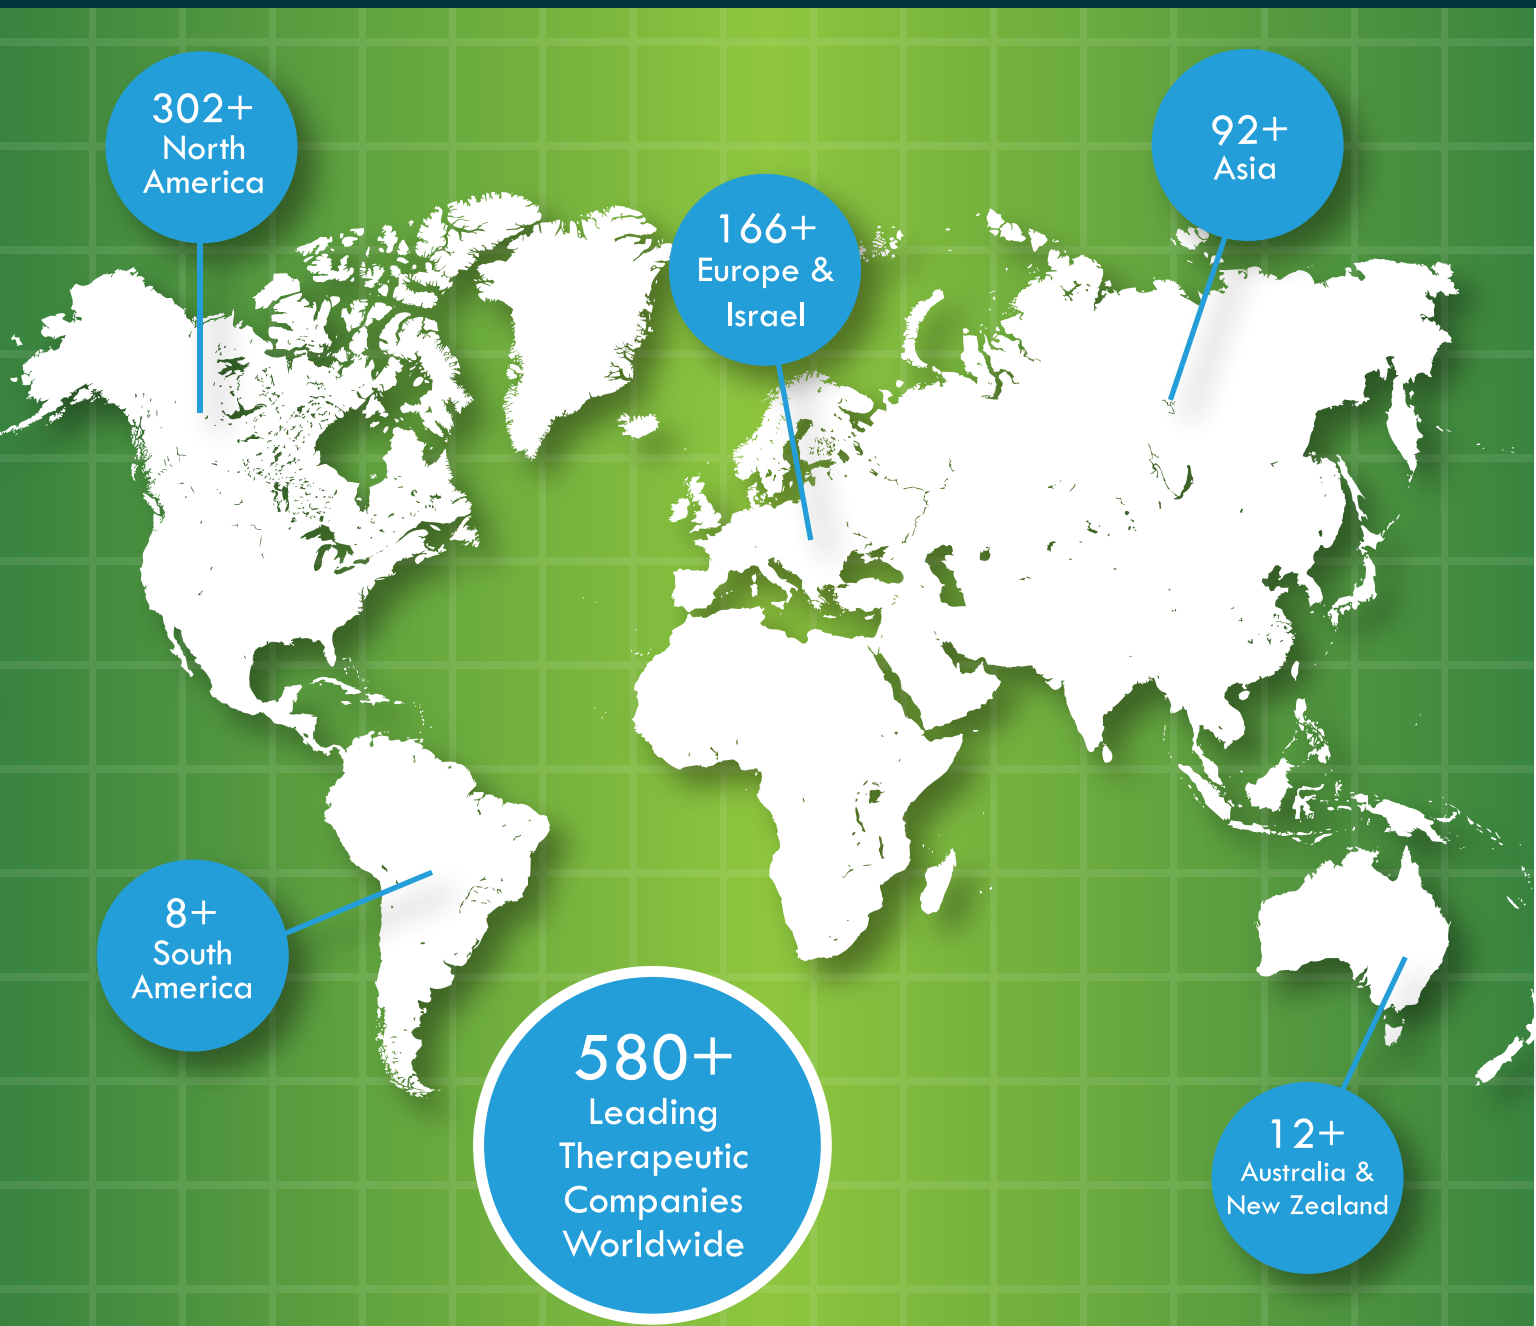 302+
North
America
92+
Asia
166+
Europe &
Israel
8+
South
America
580+
Leading
Therapeutic
Companies
Worldwide
12+
Australia &
New Zealand